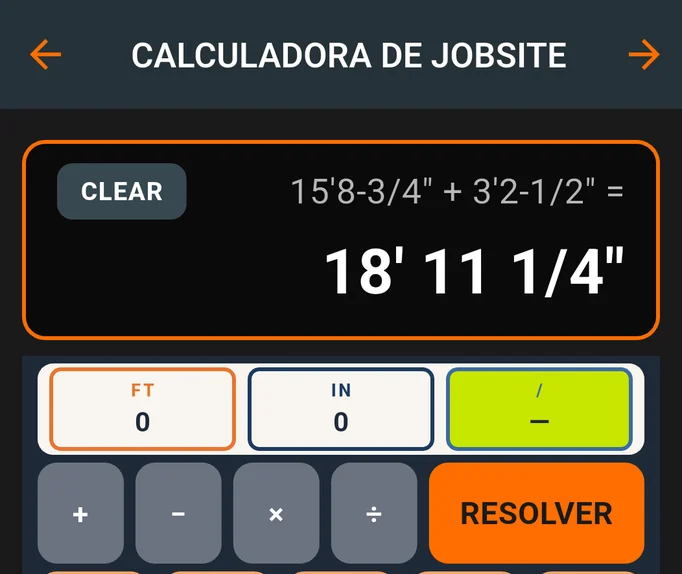 CALCULADORA DE JOBSITE
CLEAR
15'8-3/4" + 3'2-1/2" =
18' 11 1/4"
FT IN /
0 0 —
+ − × ÷ RESOLVER